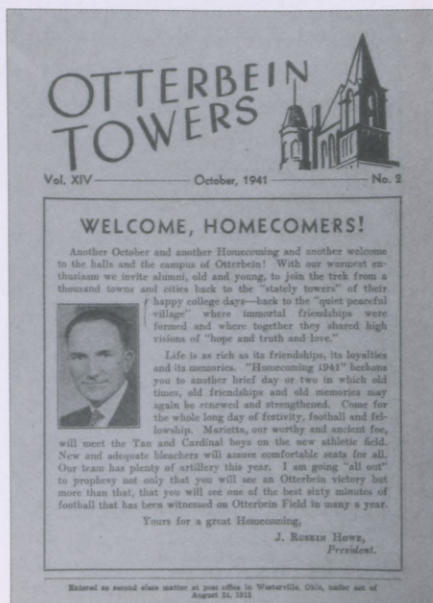 OTTERBEIN
TOWERS
Vol. XIV October, 1941 No. 2
WELCOME, HOMECOMERS!
Another October and another Homecoming and another welcome
to the halls and the campus of Otterbein! With our warmest en-
thusiasm we invite alumni, old and young, to join the trek from a
thousand towns and cities back to the "stately towers" of their
happy college days—back to the "quiet peaceful
village" where immortal friendships were
formed and where together they shared high
visions of "hope and truth and love."
Life is as rich as its friendships, its loyalties
and its memories. "Homecoming 1941" beckons
you to another brief day or two in which old
times, old friendships and old memories may
again be renewed and strengthened. Come for
the whole long day of festivity, football and fel-
lowship. Marietta, our worthy and ancient foe,
will meet the Tan and Cardinal boys on the new athletic field.
New and adequate bleachers will assure comfortable seats for all.
Our team has plenty of artillery this year. I am going "all out"
to prophesy not only that you will see an Otterbein victory but
more than that, that you will see one of the best sixty minutes of
football that has been witnessed on Otterbein Field in many a year.
Yours for a great Homecoming,
J. Ruskin Howe,
President.
Entered as second class matter at post office in Westerville, Ohio, under act of
August 24, 1912